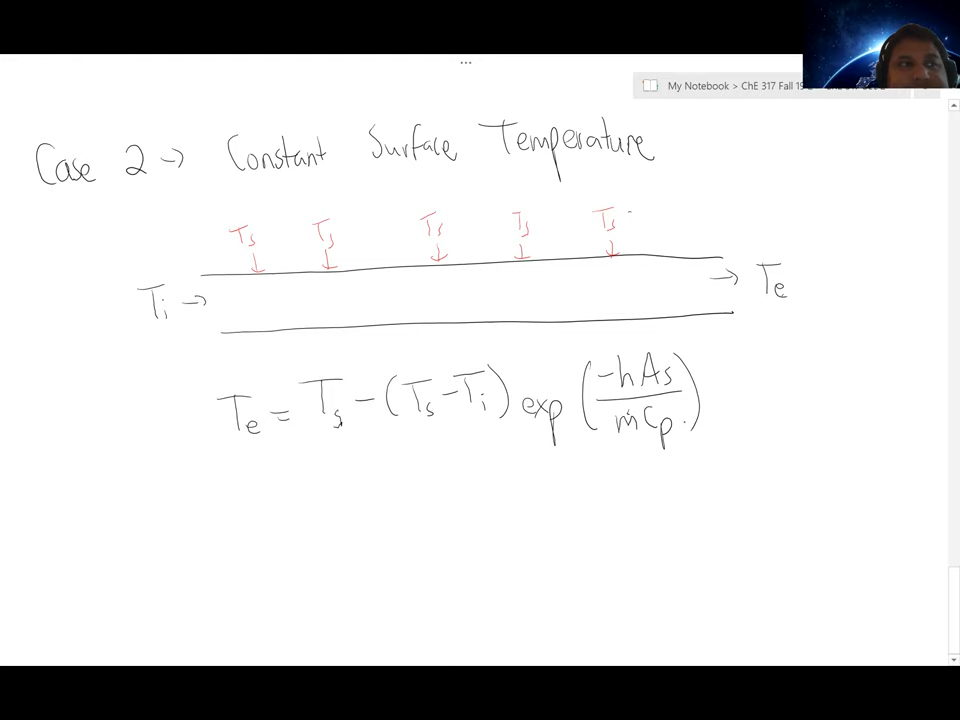 ...
My Notebook > ChE 317 Fall 19
Case 2 → Constant Surface Temperature
Ts Ts Ts Ts Ts
Ti → → Te
Te = Ts - (Ts - Ti) exp (-hAs / ṁCp)